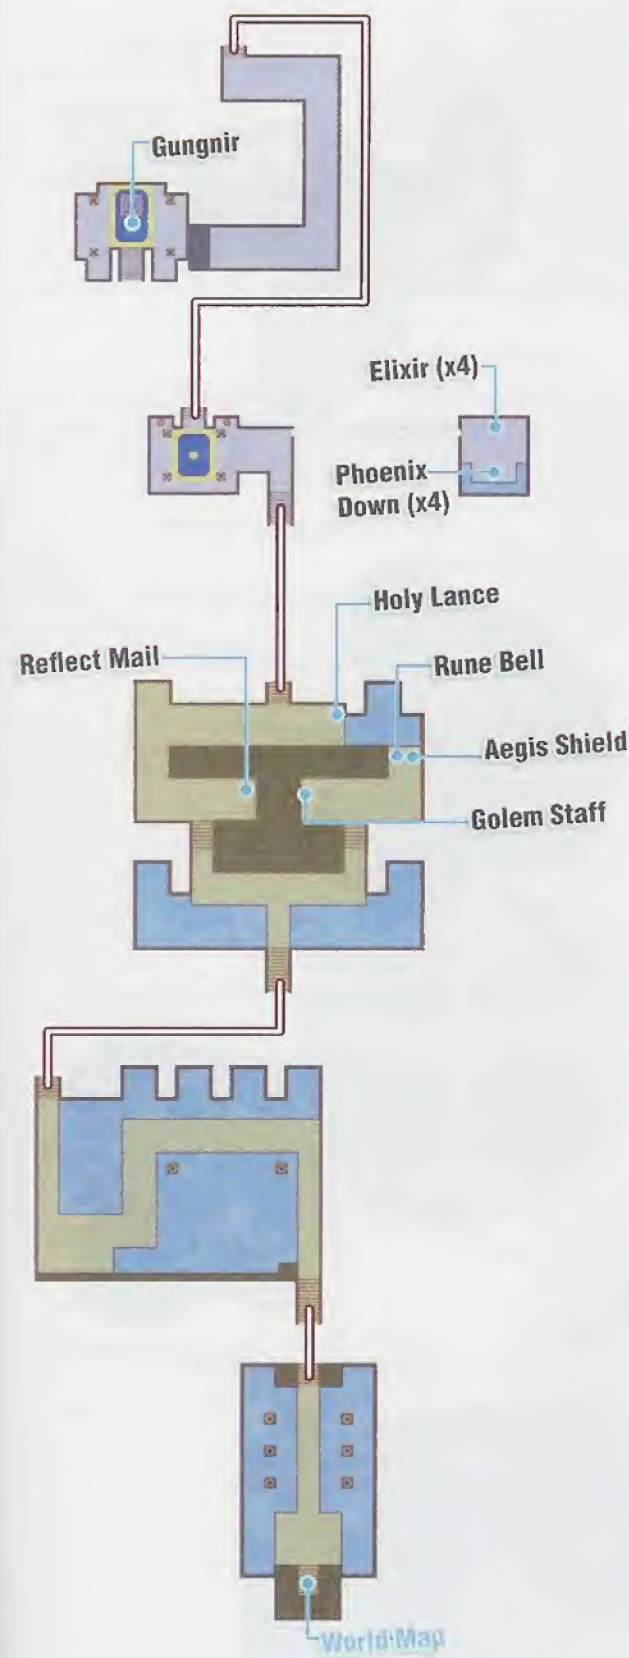 Gungnir
Elixir (x4)
Phoenix
Down (x4)
Holy Lance
Reflect Mail
Rune Bell
Aegis Shield
Golem Staff
World Map